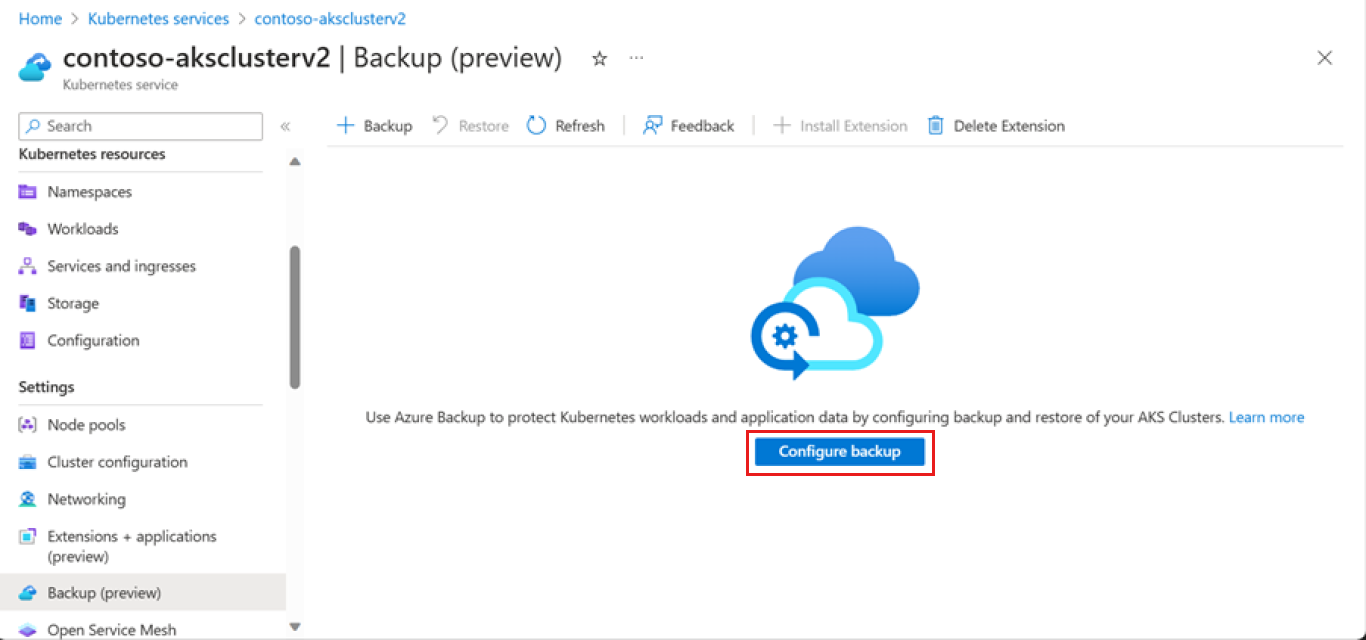 Home > Kubernetes services > contoso-aksclusterv2
contoso-aksclusterv2 | Backup (preview)
Kubernetes service
Search
Kubernetes resources
Namespaces
Workloads
Services and ingresses
Storage
Configuration
Settings
Node pools
Cluster configuration
Networking
Extensions + applications
(preview)
Backup (preview)
Open Service Mesh
Backup Restore Refresh Feedback Install Extension Delete Extension
Use Azure Backup to protect Kubernetes workloads and application data by configuring backup and restore of your AKS Clusters. Learn more
Configure backup